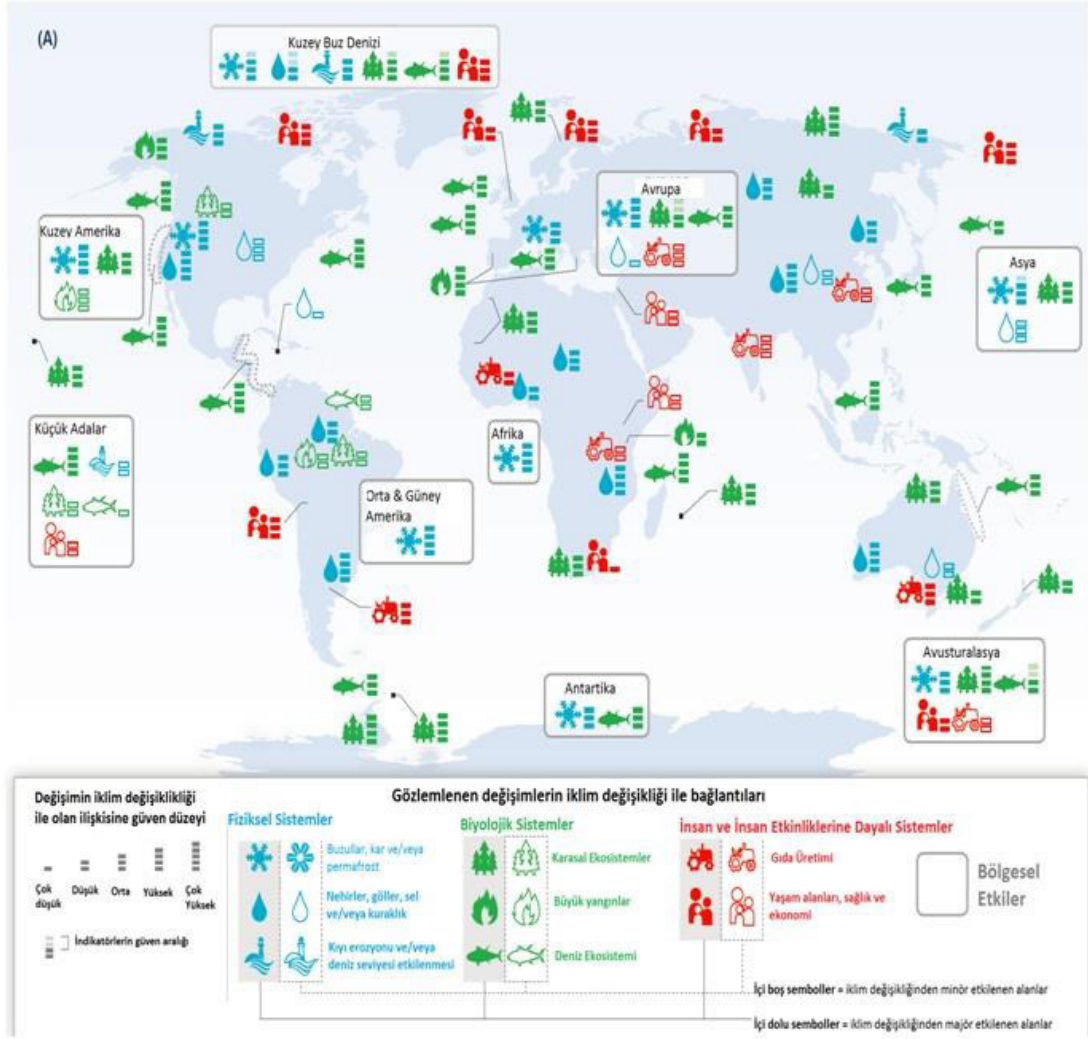 (A)
Kuzey Buz Denizi
Avrupa
Kuzey Amerika
Asya
Küçük Adalar
Afrika
Orta & Güney
Amerika
Avusturalasya
Antartika
Değişimin iklim değişiklikliği
ile olan ilişkisine güven düzeyi
Çok
düşük
Düşük
Orta
Yüksek
Çok
Yüksek
İndikatörlerin güven aralığı
Gözlemlenen değişimlerin iklim değişikliği ile bağlantıları
Fiziksel Sistemler
Buzullar, kar ve/veya
permafrost
Nehirler, göller, sel
ve/veya kuraklık
Kıyı erozyonu ve/veya
deniz seviyesi etkilenmesi
Biyolojik Sistemler
Karasal Ekosistemler
Büyük yangınlar
Deniz Ekosistemi
İnsan ve İnsan Etkinliklerine Dayalı Sistemler
Gıda Üretimi
Yaşam alanları, sağlık ve
ekonomi
Bölgesel
Etkiler
İçi boş semboller = iklim değişikliğinden minör etkilenen alanlar
İçi dolu semboller = iklim değişikliğinden majör etkilenen alanlar